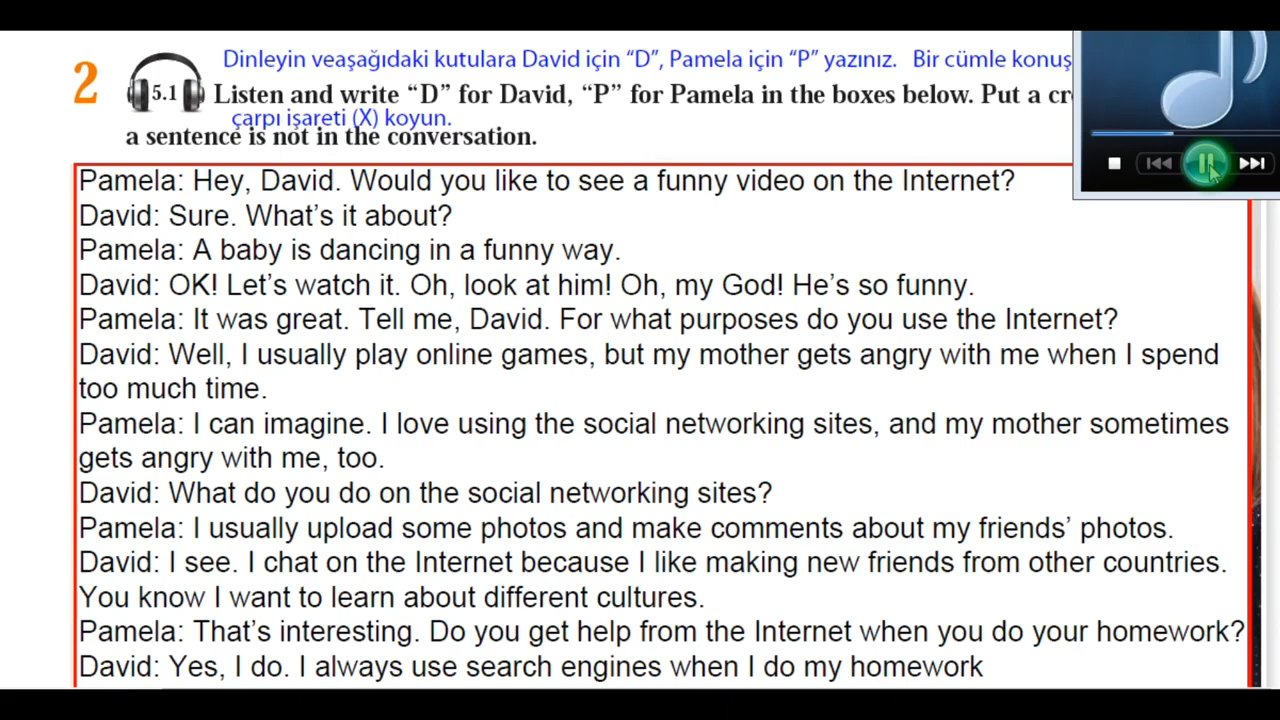 2
5.1
Dinleyin veaşağıdaki kutulara David için “D”, Pamela için “P” yazınız. Bir cümle konuş
Listen and write “D” for David, “P” for Pamela in the boxes below. Put a
çarpı işareti (X) koyun.
a sentence is not in the conversation.
Pamela: Hey, David. Would you like to see a funny video on the Internet?
David: Sure. What’s it about?
Pamela: A baby is dancing in a funny way.
David: OK! Let’s watch it. Oh, look at him! Oh, my God! He’s so funny.
Pamela: It was great. Tell me, David. For what purposes do you use the Internet?
David: Well, I usually play online games, but my mother gets angry with me when I spend
too much time.
Pamela: I can imagine. I love using the social networking sites, and my mother sometimes
gets angry with me, too.
David: What do you do on the social networking sites?
Pamela: I usually upload some photos and make comments about my friends’ photos.
David: I see. I chat on the Internet because I like making new friends from other countries.
You know I want to learn about different cultures.
Pamela: That’s interesting. Do you get help from the Internet when you do your homework?
David: Yes, I do. I always use search engines when I do my homework